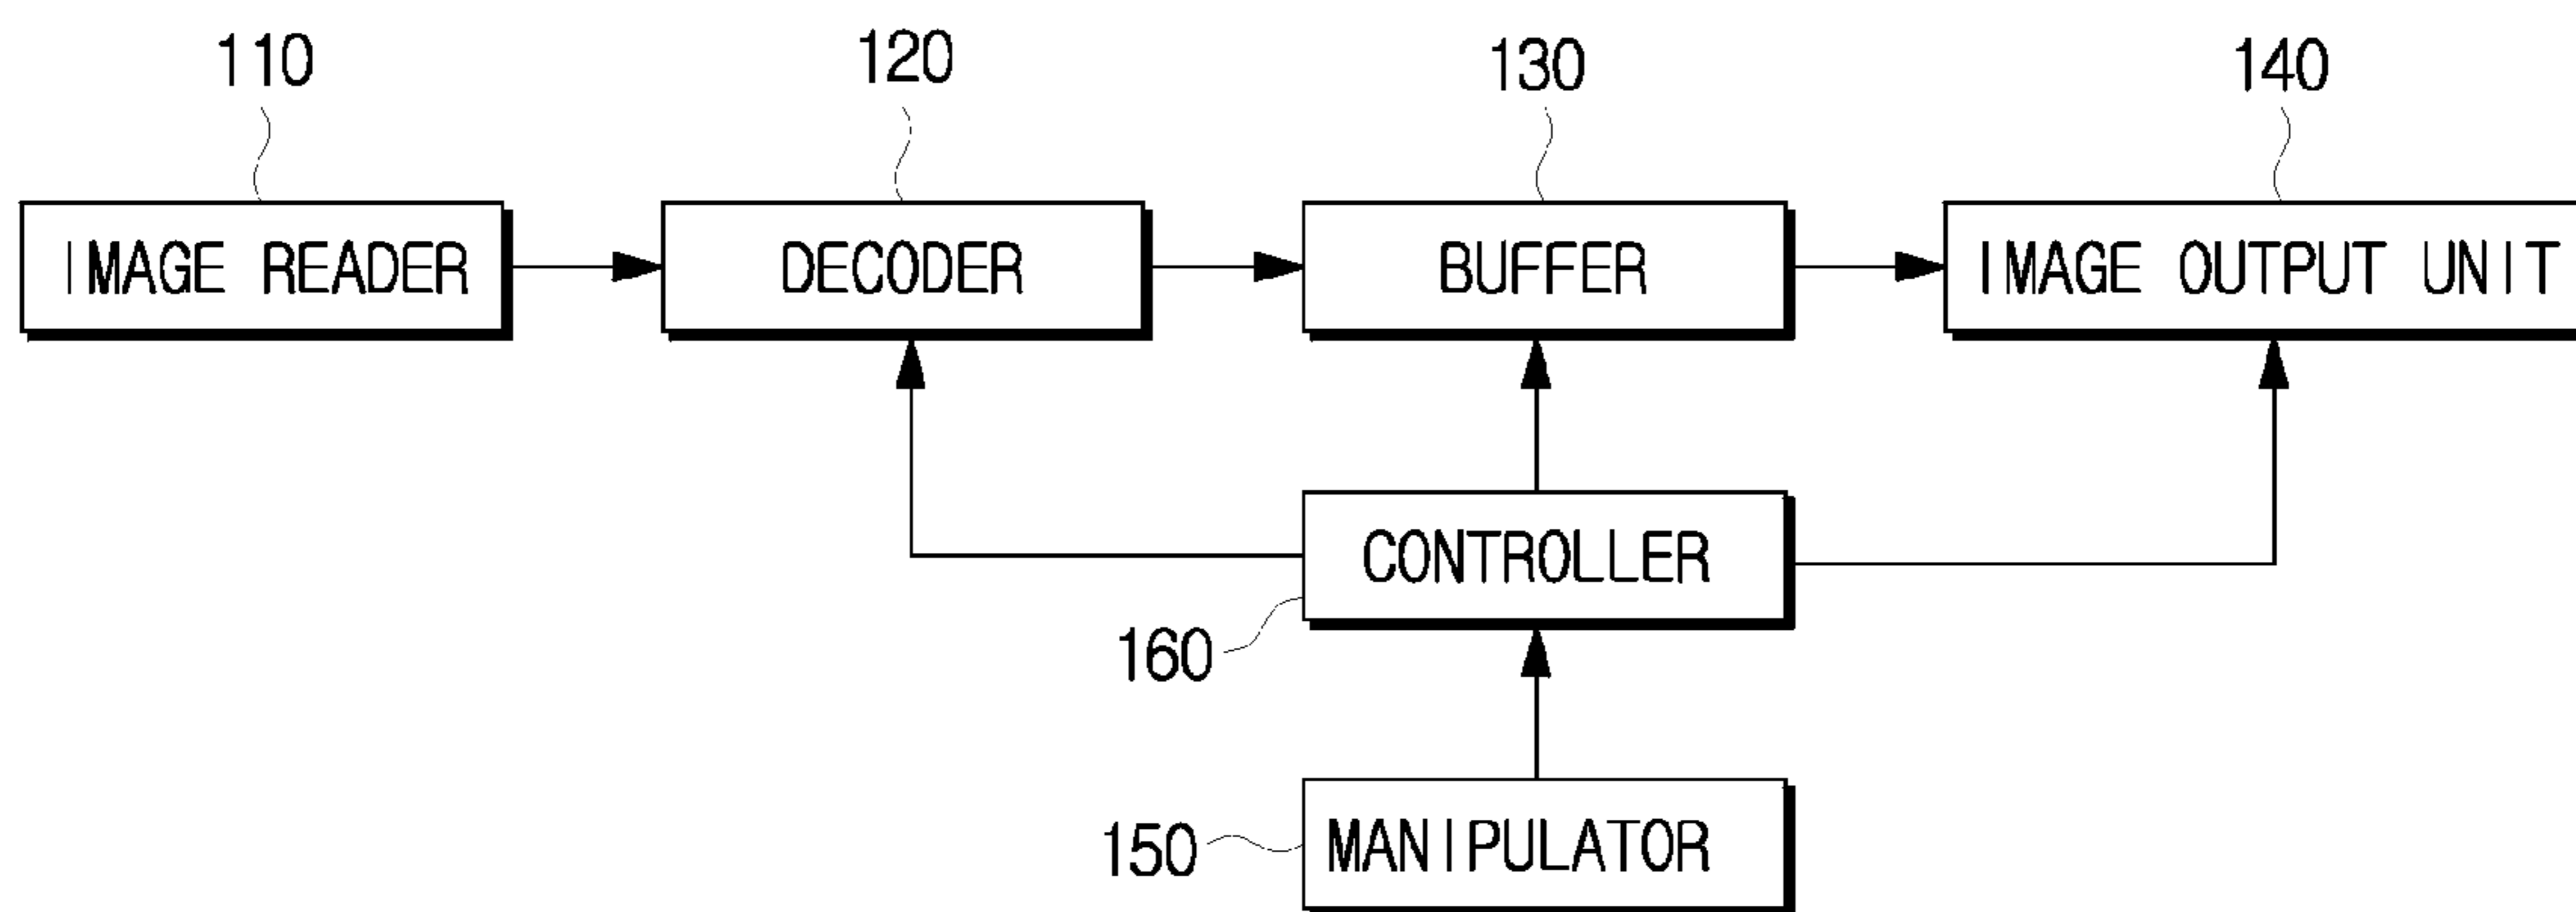 110
120
130
140
IMAGE READER
DECODER
BUFFER
IMAGE OUTPUT UNIT
CONTROLLER
160
150
MANIPULATOR